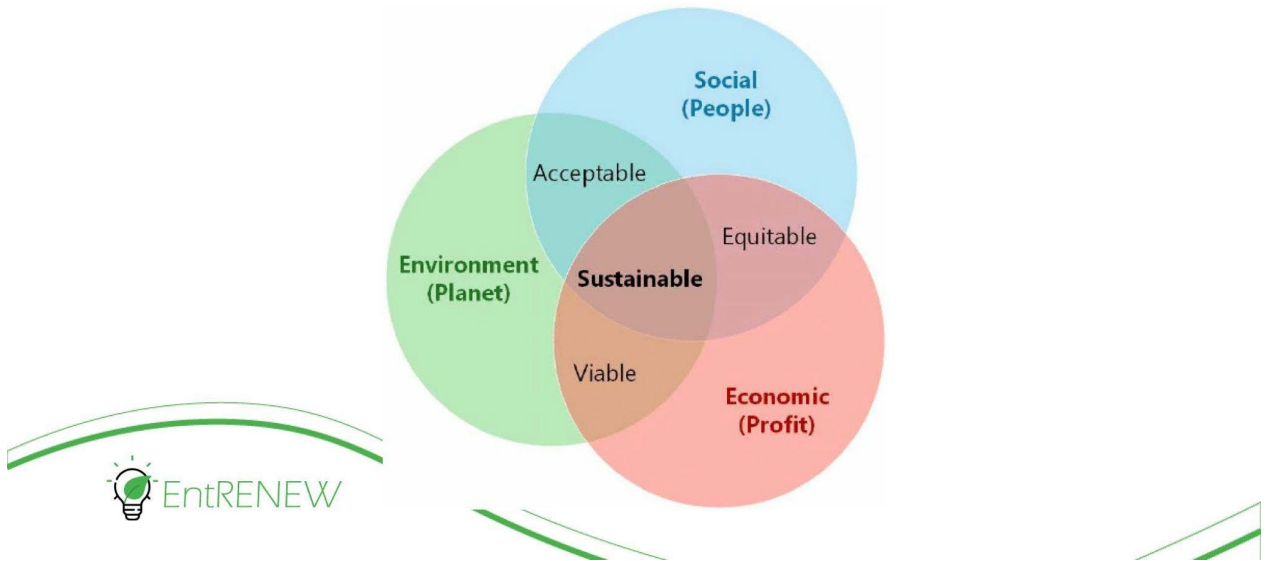 Social
(People)
Acceptable
Equitable
Environment
(Planet)
Sustainable
Viable
Economic
(Profit)
EntRENEW